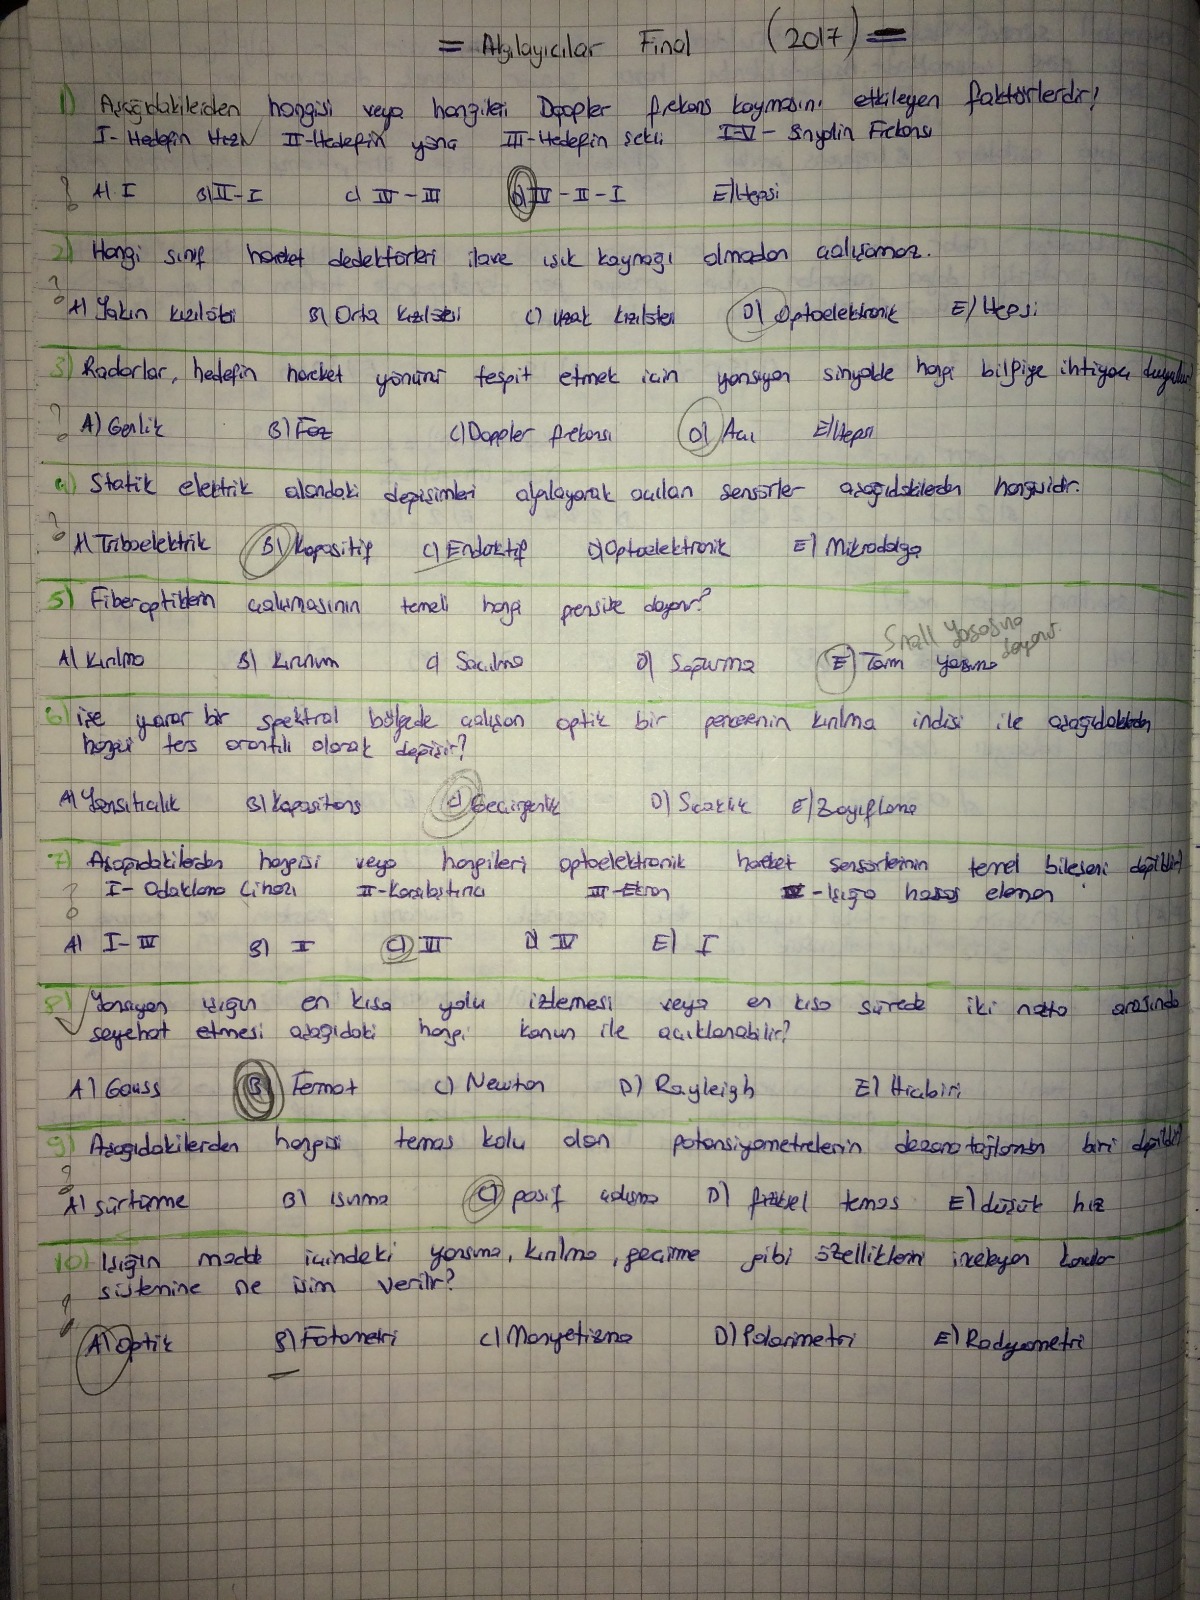 = Algılayıcılar Final (2017) =
1) Aşağıdakilerden hangisi veya hangileri Doppler frekans kaymasını etkileyen faktörlerdir?
I- Hedefin Hızı II-Hedefin yönü III-Hedefin şekli IV- Sinyalin Frekansı
A) I B) II-I C) IV-III D) IV-II-I E) Hepsi
2) Hangi sınıf hareket dedektörleri ilave ışık kaynağı olmadan çalışamaz.
A) Yakın kızılötesi B) Orta kızılötesi C) Uzak kızılötesi D) Optoelektronik E) Hepsi
3) Radarlar, hedefin hareket yönünü tespit etmek için yansıyan sinyalde hangi bilgiye ihtiyaç duyarlar
A) Genlik B) Faz C) Doppler frekansı D) Açı E) Hepsi
4) Statik elektrik alandaki değişimleri algılayarak çalışan sensörler aşağıdakilerden hangisidir.
A) Triboelektrik B) Kapasitif C) Endüktif D) Optoelektronik E) Mikrodalga
5) Fiberoptiklerin çalışmasının temeli hangi prensibe dayanır?
Snell Yasasına dayanır.
A) Kırılma B) Kırınım C) Saçılma D) Sapurma E) Tam yansıma
6) işe yarar bir spektral bölgede çalışan optik bir pencerenin kırılma indisi ile aşağıdakilerden
hangisi ters orantılı olarak değişir?
A) Yansıtıcılık B) Kapasitans C) Geçirgenlik D) Sıcaklık E) Zayıflama
7) Aşağıdakilerden hangisi veya hangileri optoelektronik hareket sensörlerinin temel bileşeni değildir?
I- Odaklama Cihazı II-Karşılaştırıcı III-Ekran IV-Işığa hassas eleman
A) I-IV B) II C) III D) IV E) I
8) Yansıyan ışığın en kısa yolu izlemesi veya en kısa sürede iki nokta arasında
seyehat etmesi aşağıdaki hangi kanun ile açıklanabilir?
A) Gauss B) Fermat C) Newton D) Rayleigh E) Hiçbiri
9) Aşağıdakilerden hangisi temas kolu olan potansiyometrelerin dezavantajlarından biri değildir
A) sürtünme B) ısınma C) pasif çalışma D) fiziksel temas E) düşük hız
10) Işığın madde içindeki yansıma, kırılma, geçirme gibi özelliklerini inceleyen kanunlar
sistemine ne isim verilir?
A) Optik B) Fotometri C) Manyetizma D) Polarimetri E) Radyometri